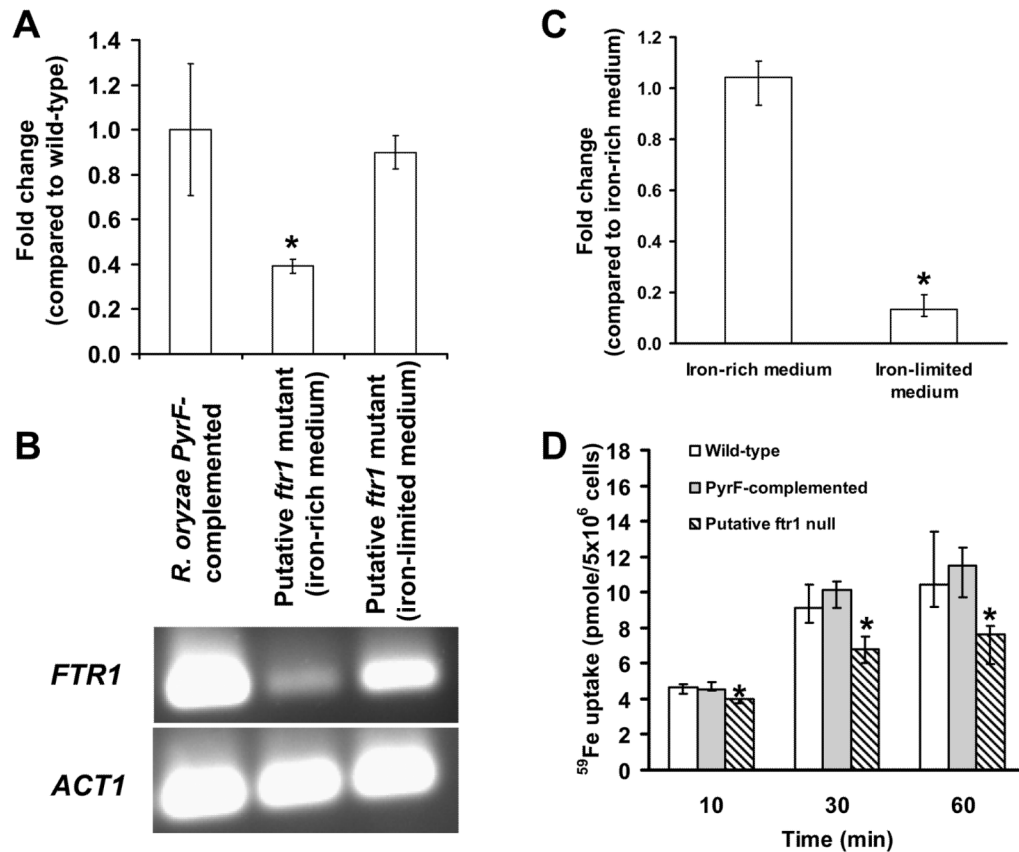 A
Fold change
(compared to wild-type)
1.4
1.2
1.0
0.8
0.6
0.4
0.2
0.0
*
R. oryzae PyrF-
complemented
Putative ftr1 mutant
(iron-rich medium)
Putative ftr1 mutant
(iron-limited medium)
B
FTR1
ACT1
C
Fold change
(compared to iron-rich medium)
1.2
1.0
0.8
0.6
0.4
0.2
0.0
*
Iron-rich medium
Iron-limited
medium
D
59Fe uptake (pmole/5x10⁶ cells)
18
16
14
12
10
8
6
4
2
0
Wild-type
PyrF-complemented
Putative ftr1 null
*
*
*
10
30
60
Time (min)